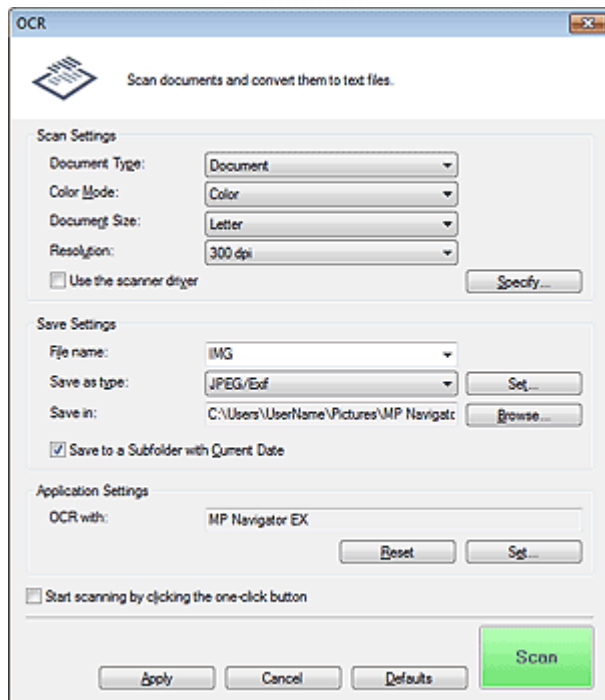 OCR
Scan documents and convert them to text files.
Scan Settings
Document Type: Document
Color Mode: Color
Document Size: Letter
Resolution: 300 dpi
Use the scanner driver Specify...
Save Settings
File name: IMG
Save as type: JPEG/Exif Set...
Save in: C:\Users\UserName\Pictures\MP Navigatc Browse...
Save to a Subfolder with Current Date
Application Settings
OCR with: MP Navigator EX
Reset Set...
Start scanning by clicking the one-click button
Scan
Apply Cancel Defaults